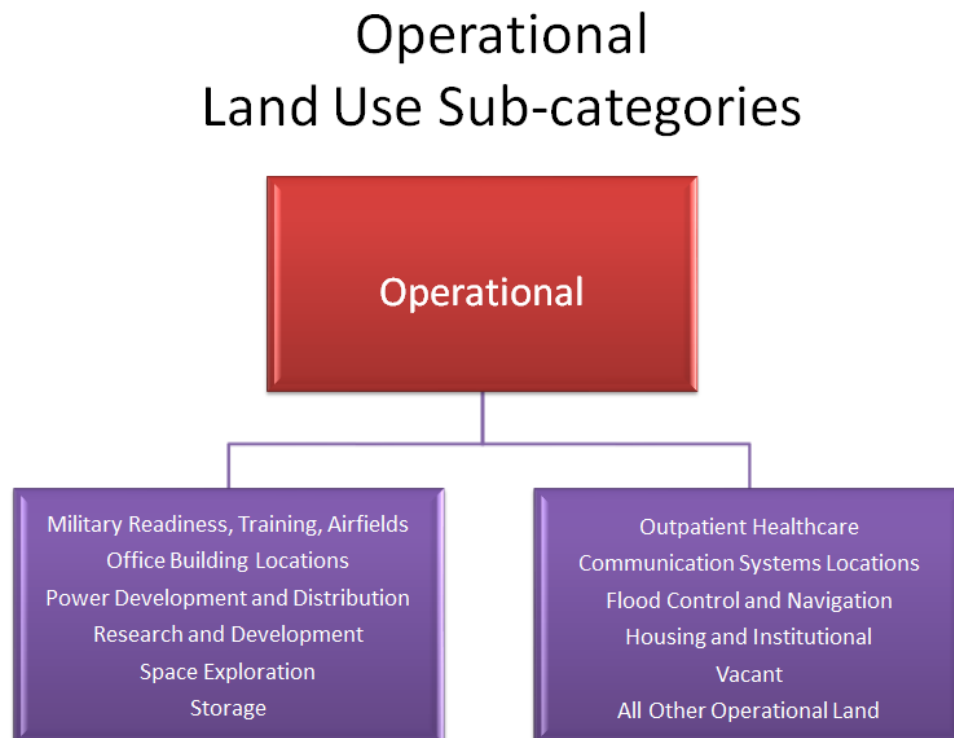 Operational
Land Use Sub-categories
Operational
Military Readiness, Training, Airfields
Office Building Locations
Power Development and Distribution
Research and Development
Space Exploration
Storage
Outpatient Healthcare
Communication Systems Locations
Flood Control and Navigation
Housing and Institutional
Vacant
All Other Operational Land